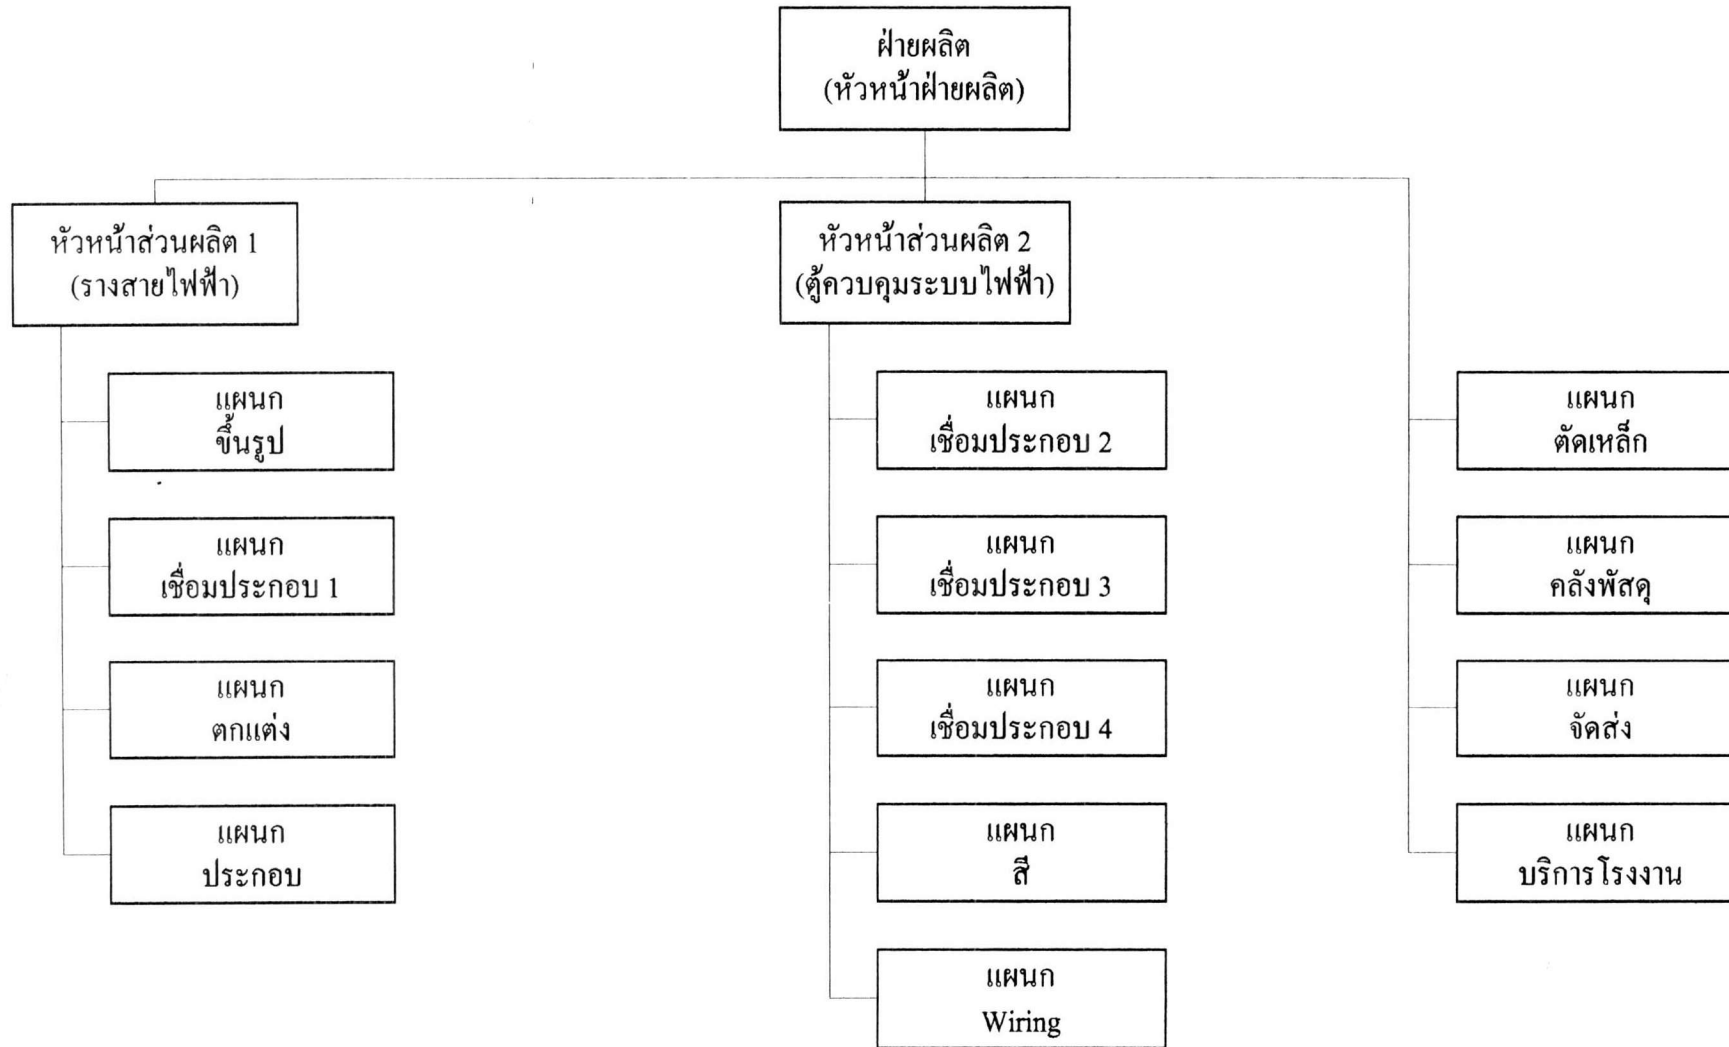 ฝ่ายผลิต
(หัวหน้าฝ่ายผลิต)
หัวหน้าส่วนผลิต 1
(รางสายไฟฟ้า)
แผนก
ขึ้นรูป
แผนก
เชื่อมประกอบ 1
แผนก
ตกแต่ง
แผนก
ประกอบ
หัวหน้าส่วนผลิต 2
(ตู้ควบคุมระบบไฟฟ้า)
แผนก
เชื่อมประกอบ 2
แผนก
เชื่อมประกอบ 3
แผนก
เชื่อมประกอบ 4
แผนก
สี
แผนก
Wiring
แผนก
ตัดเหล็ก
แผนก
คลังพัสดุ
แผนก
จัดส่ง
แผนก
บริการโรงงาน